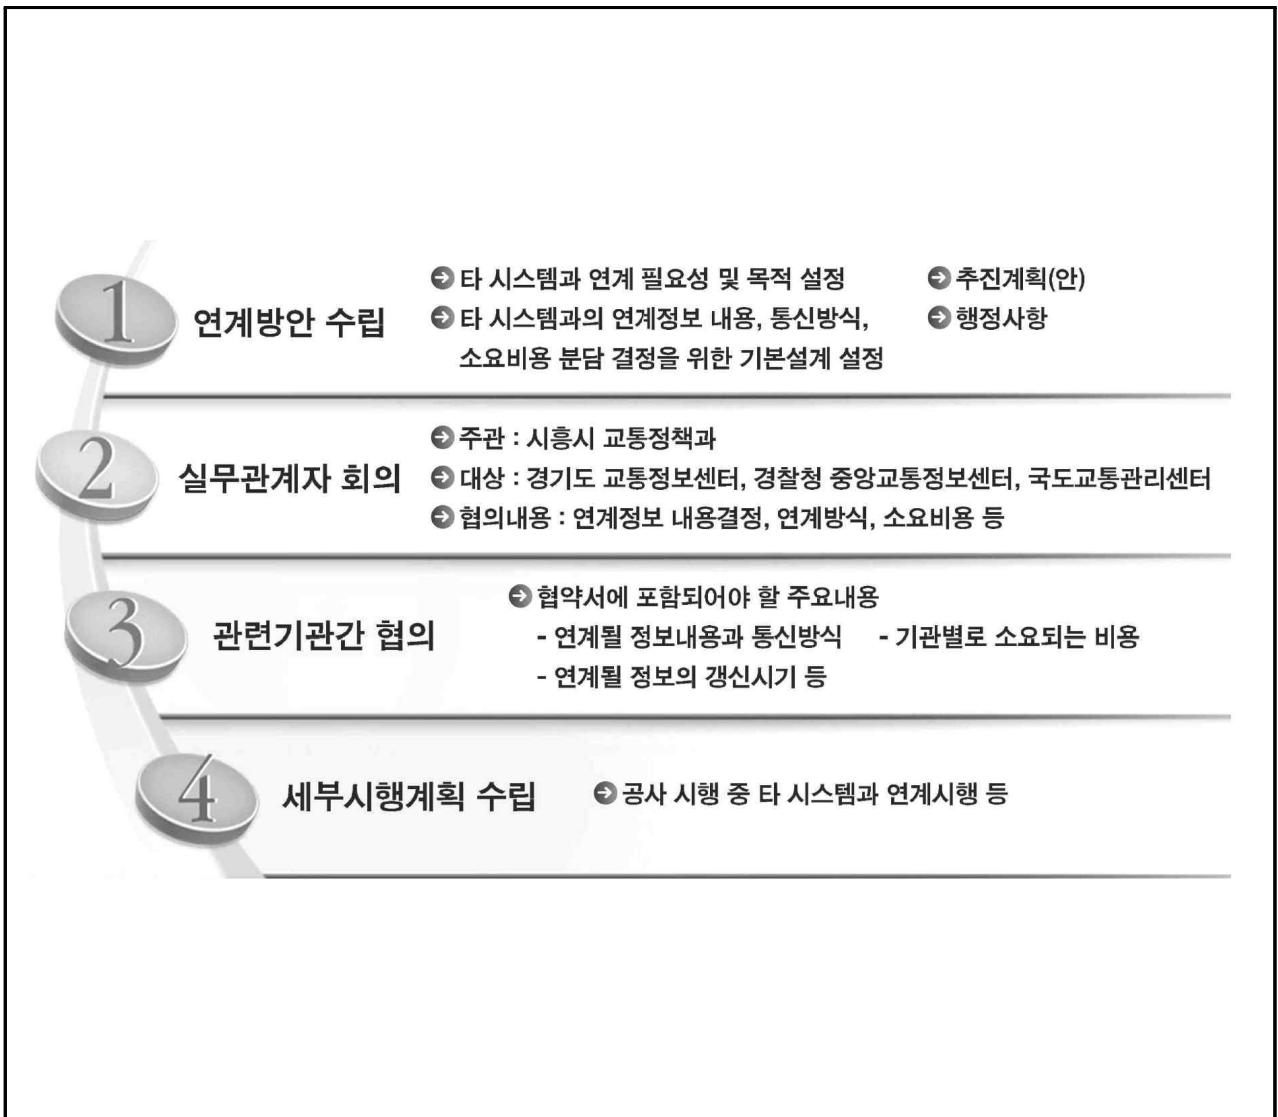 1
연계방안 수립
타 시스템과 연계 필요성 및 목적 설정
타 시스템과의 연계정보 내용, 통신방식,
소요비용 분담 결정을 위한 기본설계 설정
추진계획(안)
행정사항
2
실무관계자 회의
주관 : 시흥시 교통정책과
대상 : 경기도 교통정보센터, 경찰청 중앙교통정보센터, 국도교통관리센터
협의내용 : 연계정보 내용결정, 연계방식, 소요비용 등
3
관련기관간 협의
협약서에 포함되어야 할 주요내용
- 연계될 정보내용과 통신방식 - 기관별로 소요되는 비용
- 연계될 정보의 갱신시기 등
4
세부시행계획 수립
공사 시행 중 타 시스템과 연계시행 등